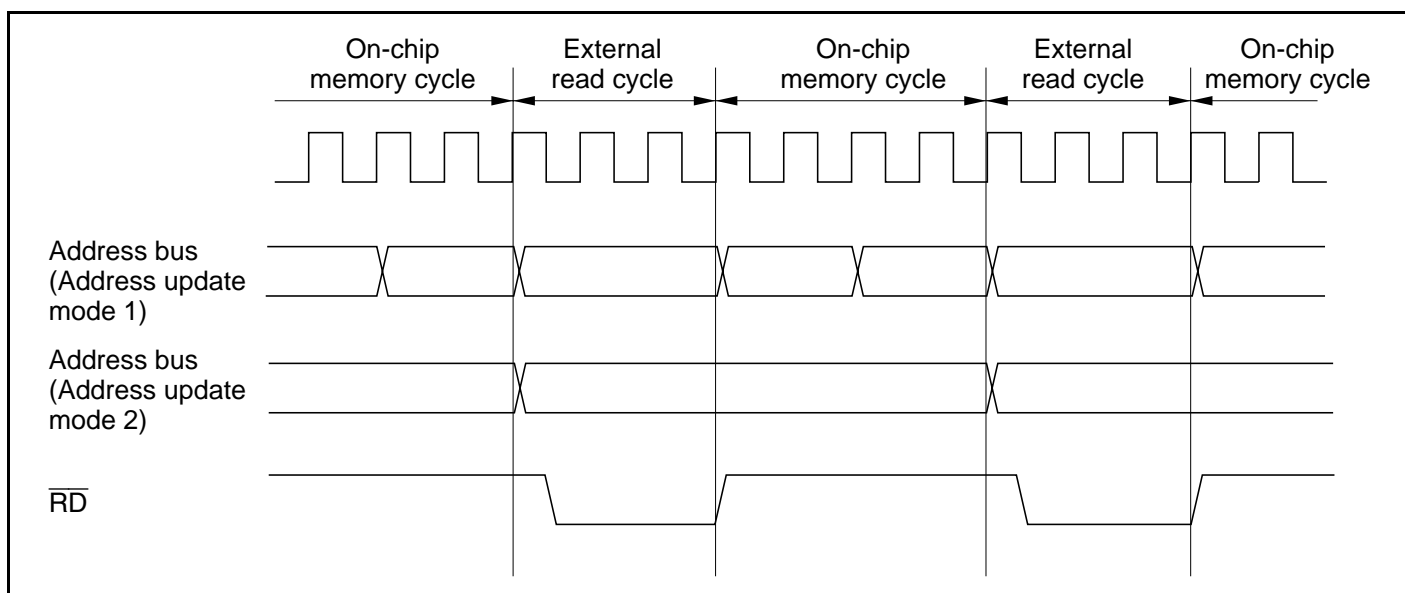 On-chip
memory cycle
External
read cycle
On-chip
memory cycle
External
read cycle
On-chip
memory cycle
Address bus
(Address update
mode 1)
Address bus
(Address update
mode 2)
R̅D̅